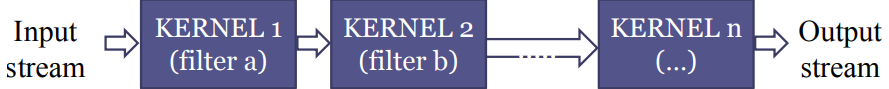 Input
stream
KERNEL 1
(filter a)
KERNEL 2
(filter b)
KERNEL n
(...)
Output
stream